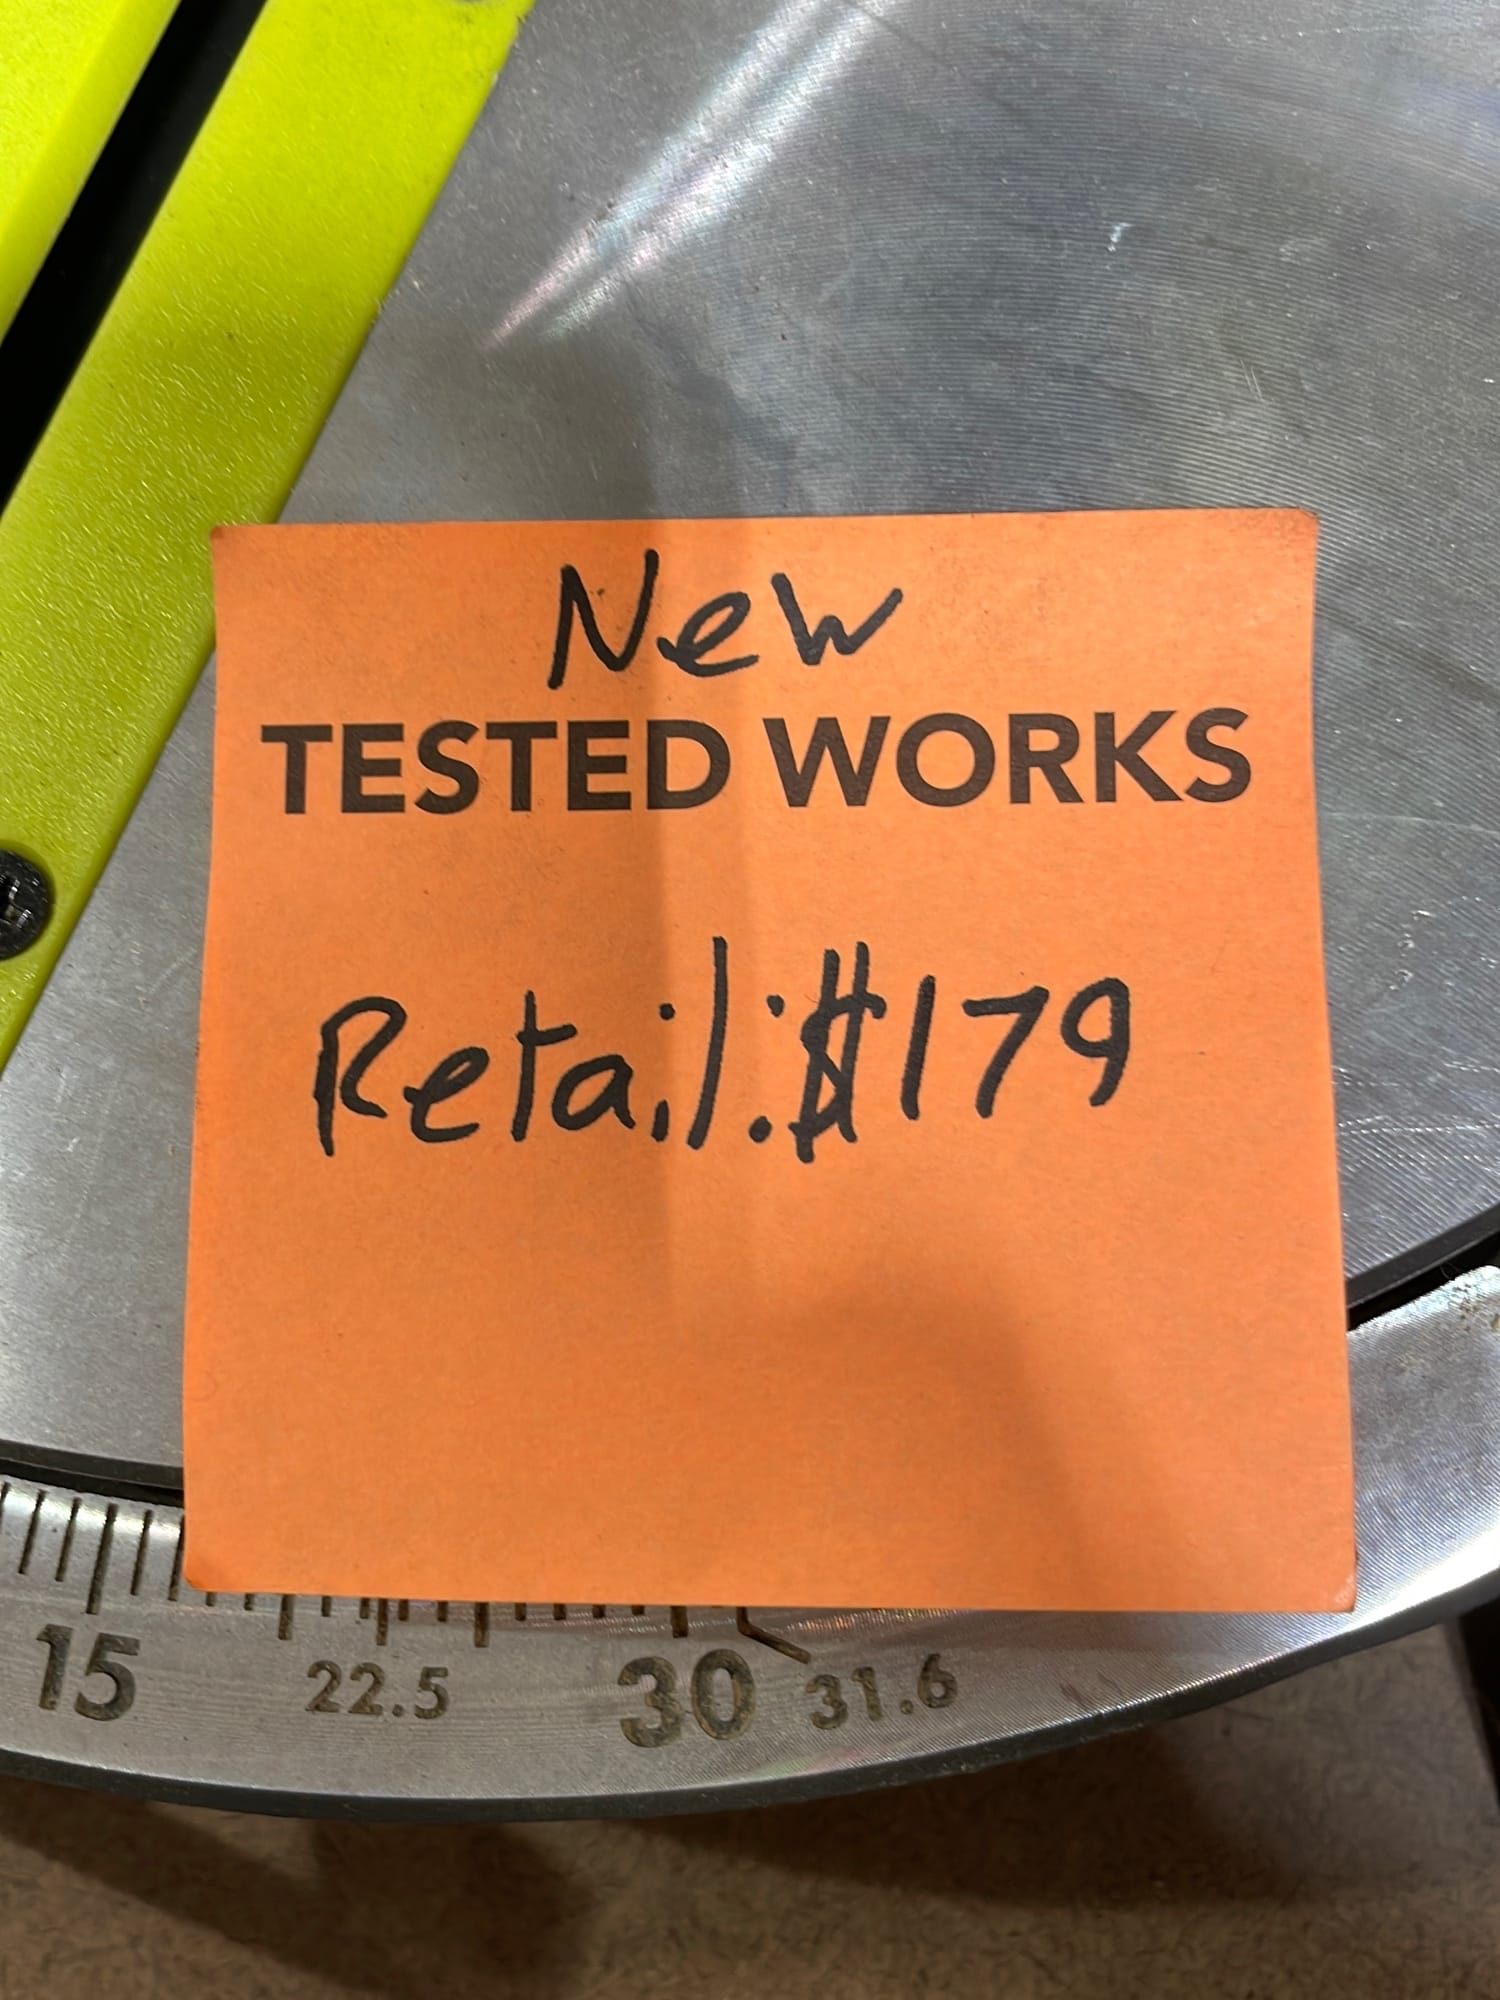 New
TESTED WORKS
Retail: $179
15 22.5 30 31.6